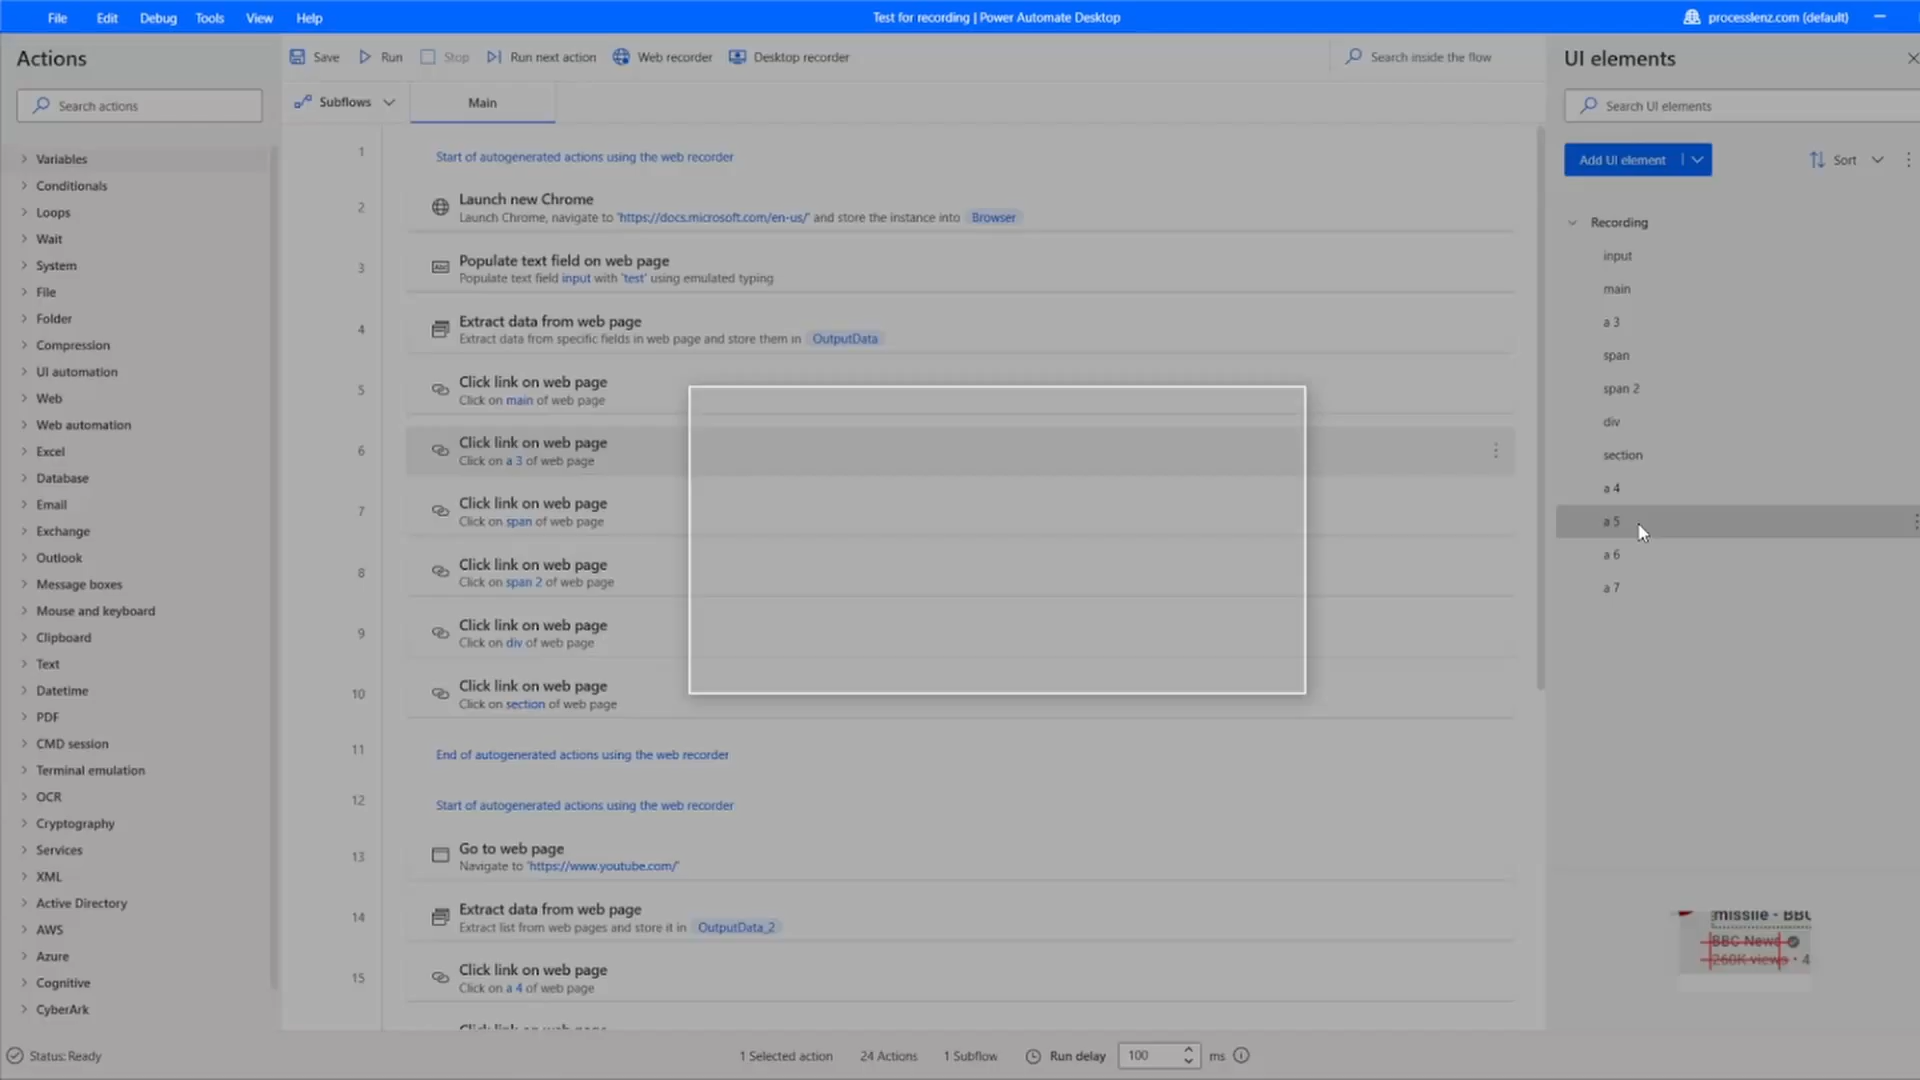 File Edit Debug Tools View Help
Test for recording | Power Automate Desktop
processlenz.com (default)
Actions
Search actions
Variables
Conditionals
Loops
Wait
System
File
Folder
Compression
UI automation
Web
Web automation
Excel
Database
Email
Exchange
Outlook
Message boxes
Mouse and keyboard
Clipboard
Text
Datetime
PDF
CMD session
Terminal emulation
OCR
Cryptography
Services
XML
Active Directory
AWS
Azure
Cognitive
CyberArk
Save Run Stop Run next action Web recorder Desktop recorder
Search inside the flow
Subflows Main
1 Start of autogenerated actions using the web recorder
2 Launch new Chrome
Launch Chrome, navigate to 'https://docs.microsoft.com/en-us/' and store the instance into Browser
3 Populate text field on web page
Populate text field input with 'test' using emulated typing
4 Extract data from web page
Extract data from specific fields in web page and store them in OutputData
5 Click link on web page
Click on main of web page
6 Click link on web page
Click on a 3 of web page
7 Click link on web page
Click on span of web page
8 Click link on web page
Click on span 2 of web page
9 Click link on web page
Click on div of web page
10 Click link on web page
Click on section of web page
11 End of autogenerated actions using the web recorder
12 Start of autogenerated actions using the web recorder
13 Go to web page
Navigate to 'https://www.youtube.com/'
14 Extract data from web page
Extract list from web pages and store it in OutputData_2
15 Click link on web page
Click on a 4 of web page
Click link on web page
UI elements
Search UI elements
Add UI element
Sort
Recording
input
main
a 3
span
span 2
div
section
a 4
a 5
a 6
a 7
missile - BBC
BBC News
260K views • 4
Status: Ready
1 Selected action 24 Actions 1 Subflow Run delay 100 ms